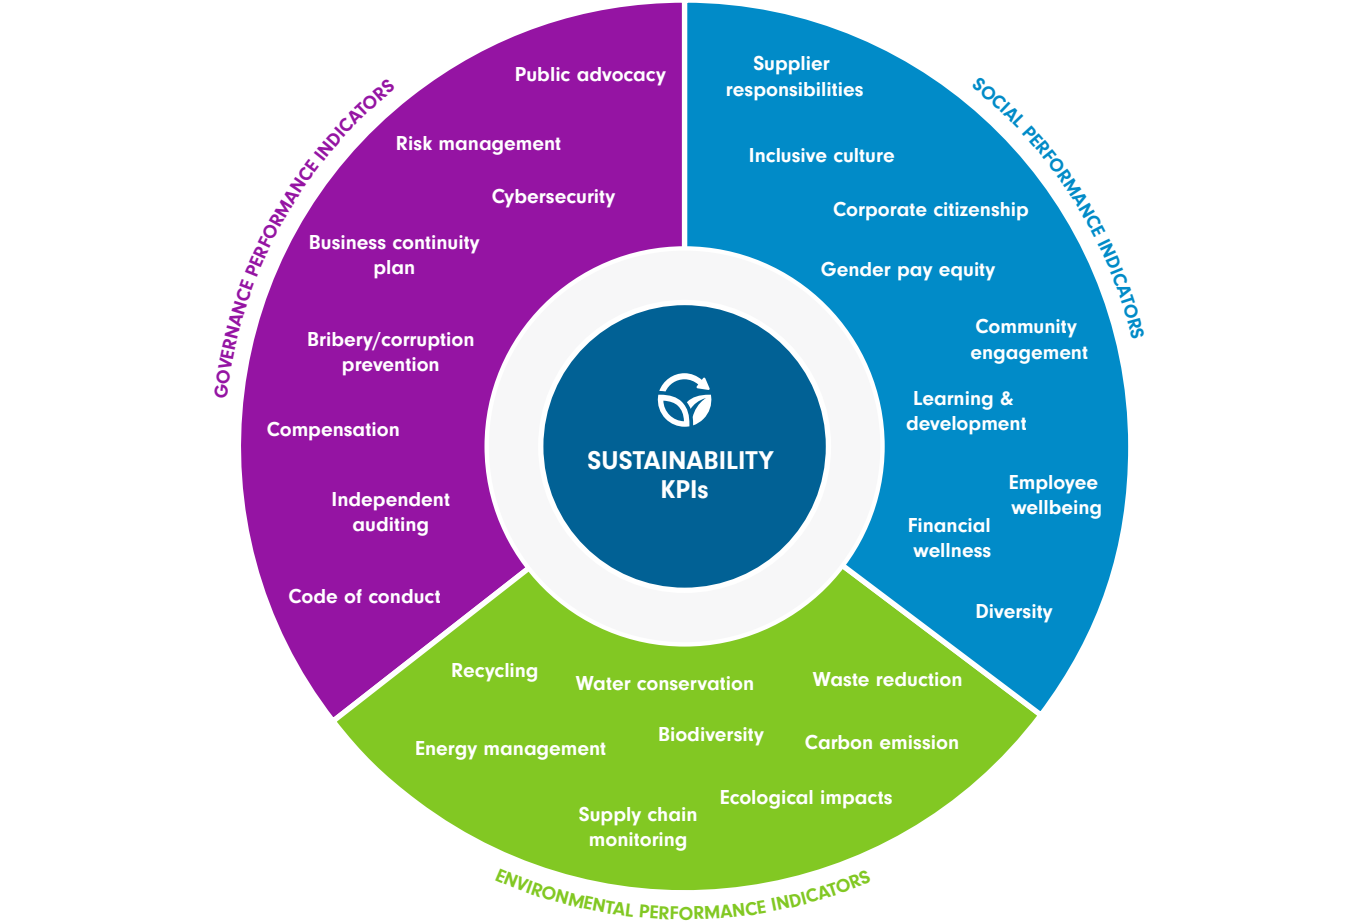 GOVERNANCE PERFORMANCE INDICATORS
Public advocacy
Risk management
Cybersecurity
Business continuity
plan
Bribery/corruption
prevention
Compensation
Independent
auditing
Code of conduct
SOCIAL PERFORMANCE INDICATORS
Supplier
responsibilities
Inclusive culture
Corporate citizenship
Gender pay equity
Community
engagement
Learning &
development
Employee
wellbeing
Financial
wellness
Diversity
SUSTAINABILITY
KPIs
Recycling
Water conservation
Waste reduction
Energy management
Biodiversity
Carbon emission
Ecological impacts
Supply chain
monitoring
ENVIRONMENTAL PERFORMANCE INDICATORS